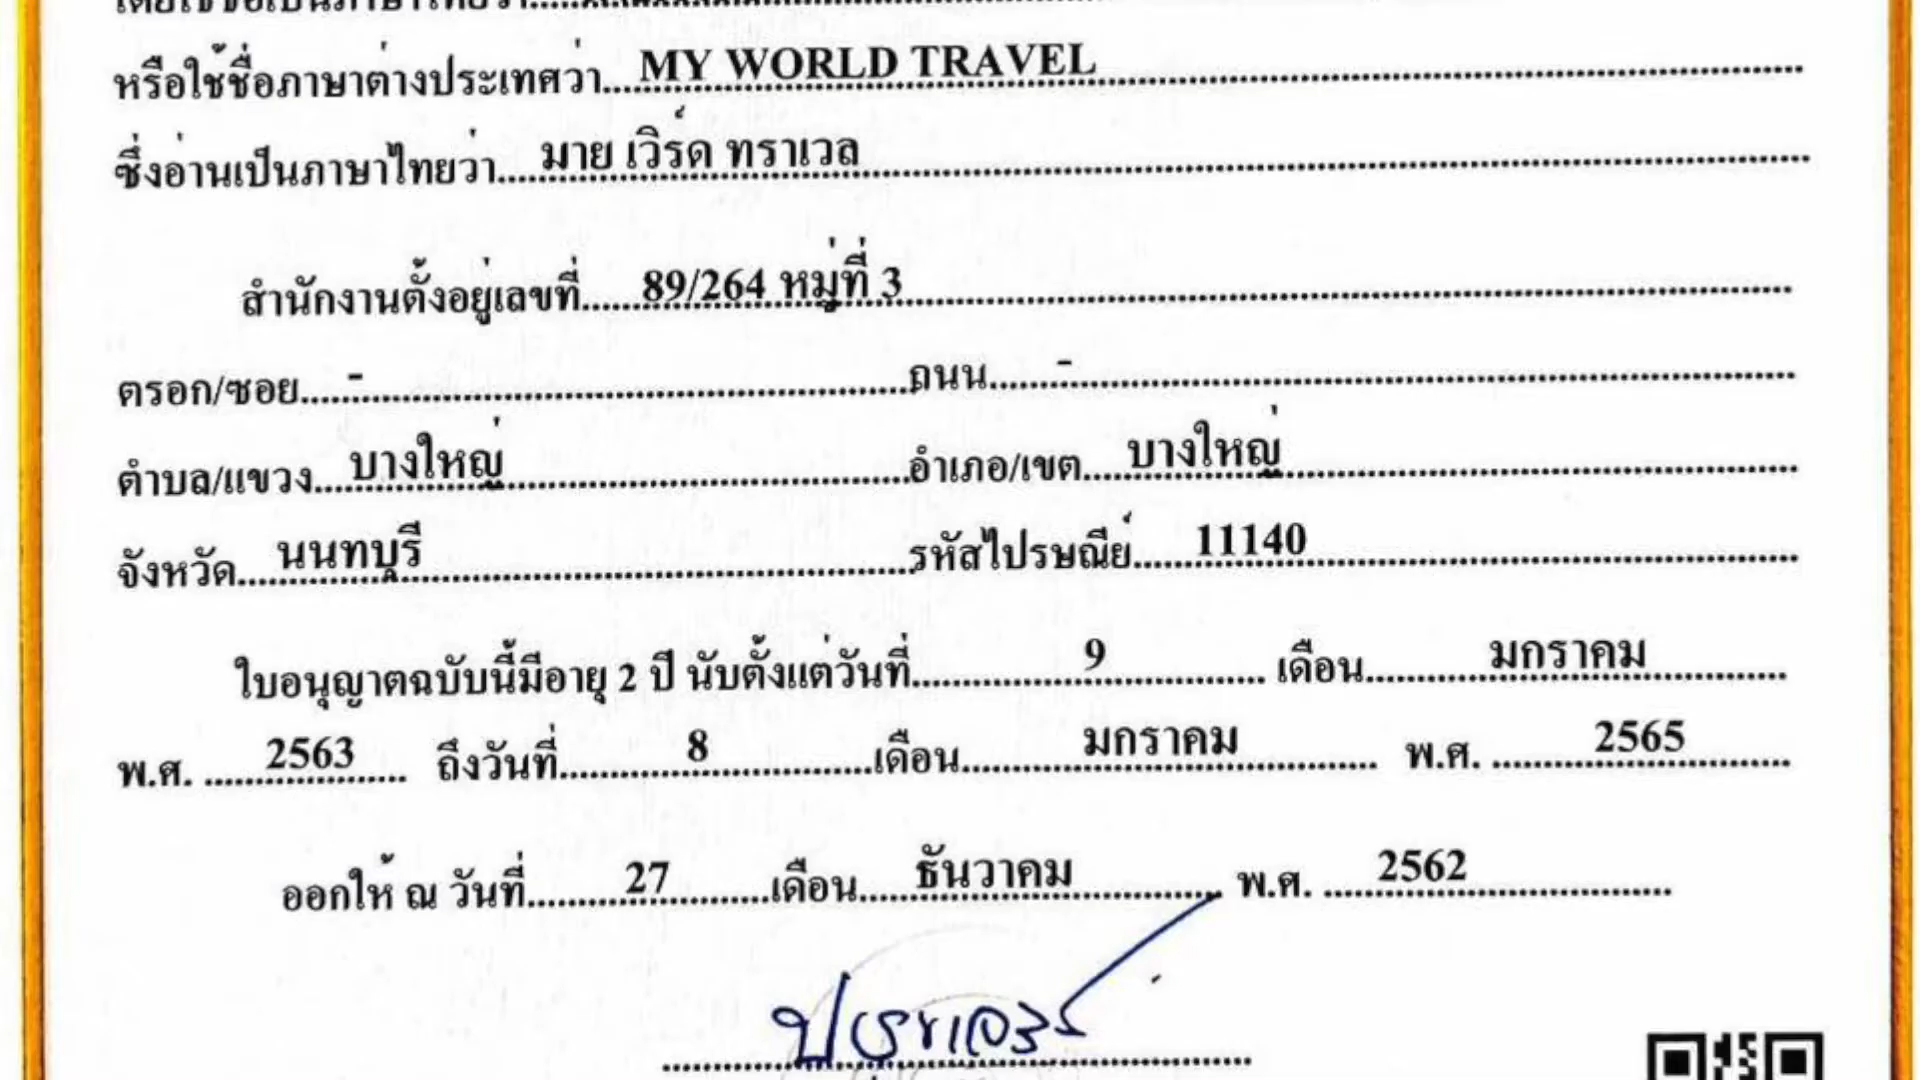 หรือใช้ชื่อภาษาต่างประเทศว่า MY WORLD TRAVEL
ซึ่งอ่านเป็นภาษาไทยว่า มาย เวิร์ด ทราเวล
สำนักงานตั้งอยู่เลขที่ 89/264 หมู่ที่ 3
ตรอก/ซอย - ถนน -
ตำบล/แขวง บางใหญ่ อำเภอ/เขต บางใหญ่
จังหวัด นนทบุรี รหัสไปรษณีย์ 11140
ใบอนุญาตฉบับนี้มีอายุ 2 ปี นับตั้งแต่วันที่ 9 เดือน มกราคม
พ.ศ. 2563 ถึงวันที่ 8 เดือน มกราคม พ.ศ. 2565
ออกให้ ณ วันที่ 27 เดือน ธันวาคม พ.ศ. 2562